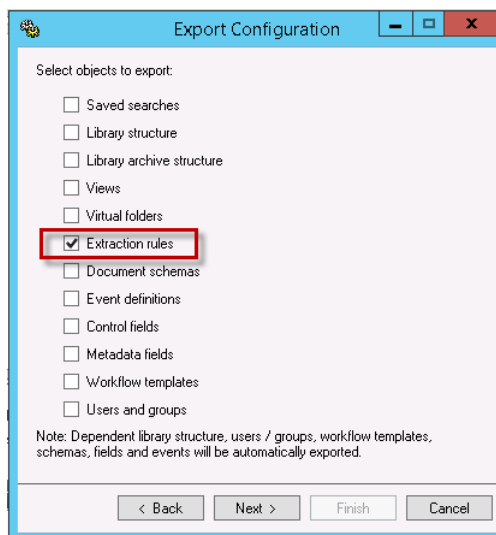 Export Configuration
Select objects to export:
Saved searches
Library structure
Library archive structure
Views
Virtual folders
Extraction rules
Document schemas
Event definitions
Control fields
Metadata fields
Workflow templates
Users and groups
Note: Dependent library structure, users / groups, workflow templates,
schemas, fields and events will be automatically exported.
< Back Next > Finish Cancel